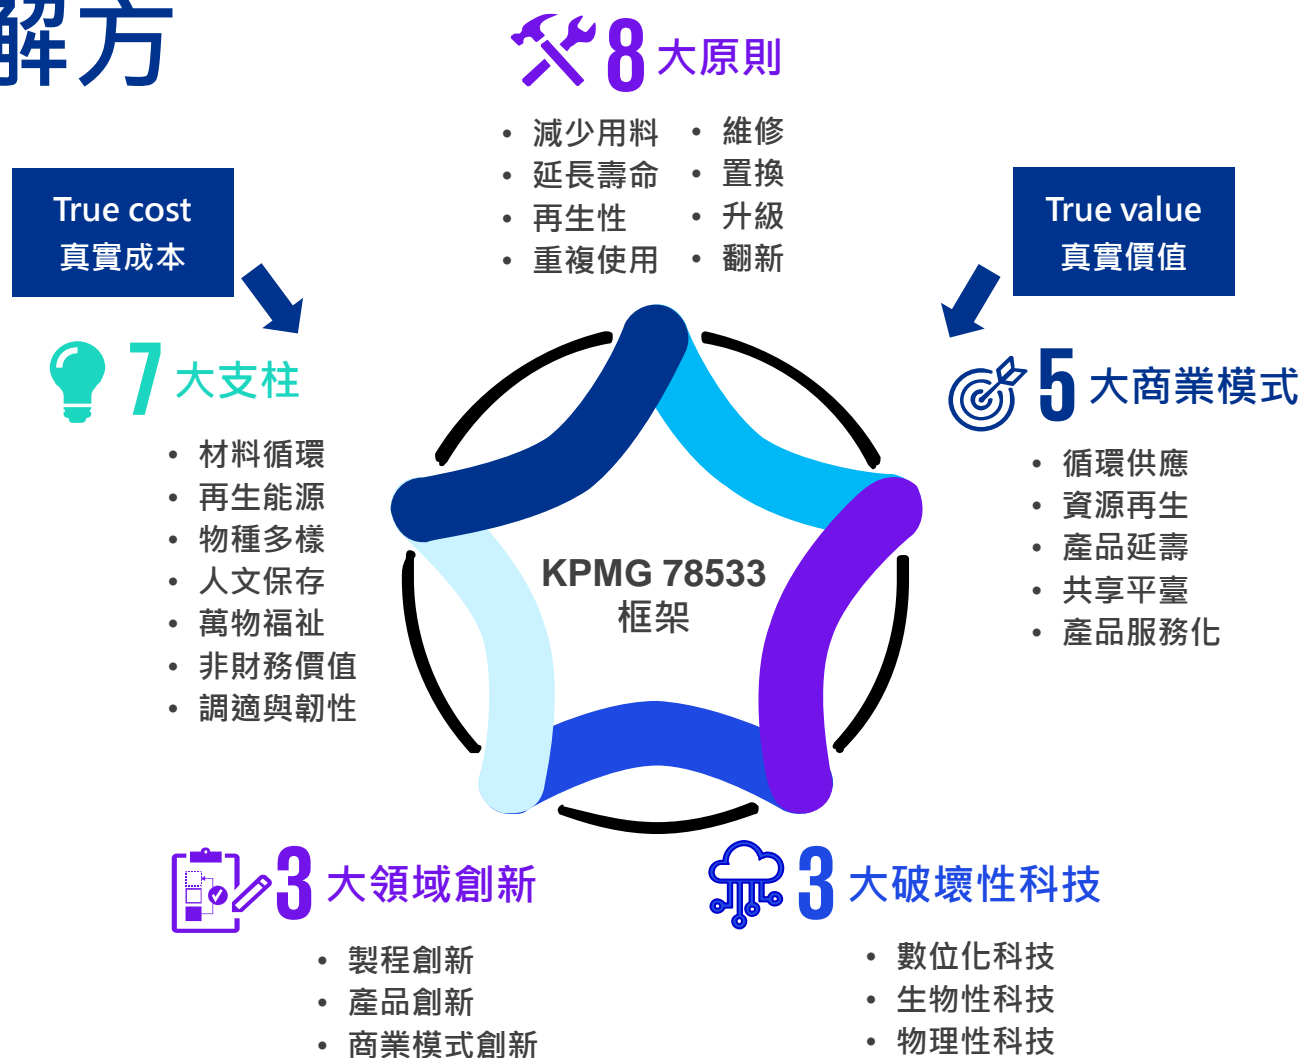 解方
8大原則
• 減少用料
• 延長壽命
• 再生性
• 重複使用
• 維修
• 置換
• 升級
• 翻新
True cost
真實成本
True value
真實價值
7大支柱
• 材料循環
• 再生能源
• 物種多樣
• 人文保存
• 萬物福祉
• 非財務價值
• 調適與韌性
5大商業模式
• 循環供應
• 資源再生
• 產品延壽
• 共享平臺
• 產品服務化
KPMG 78533
框架
3大領域創新
• 製程創新
• 產品創新
• 商業模式創新
3大破壞性科技
• 數位化科技
• 生物性科技
• 物理性科技